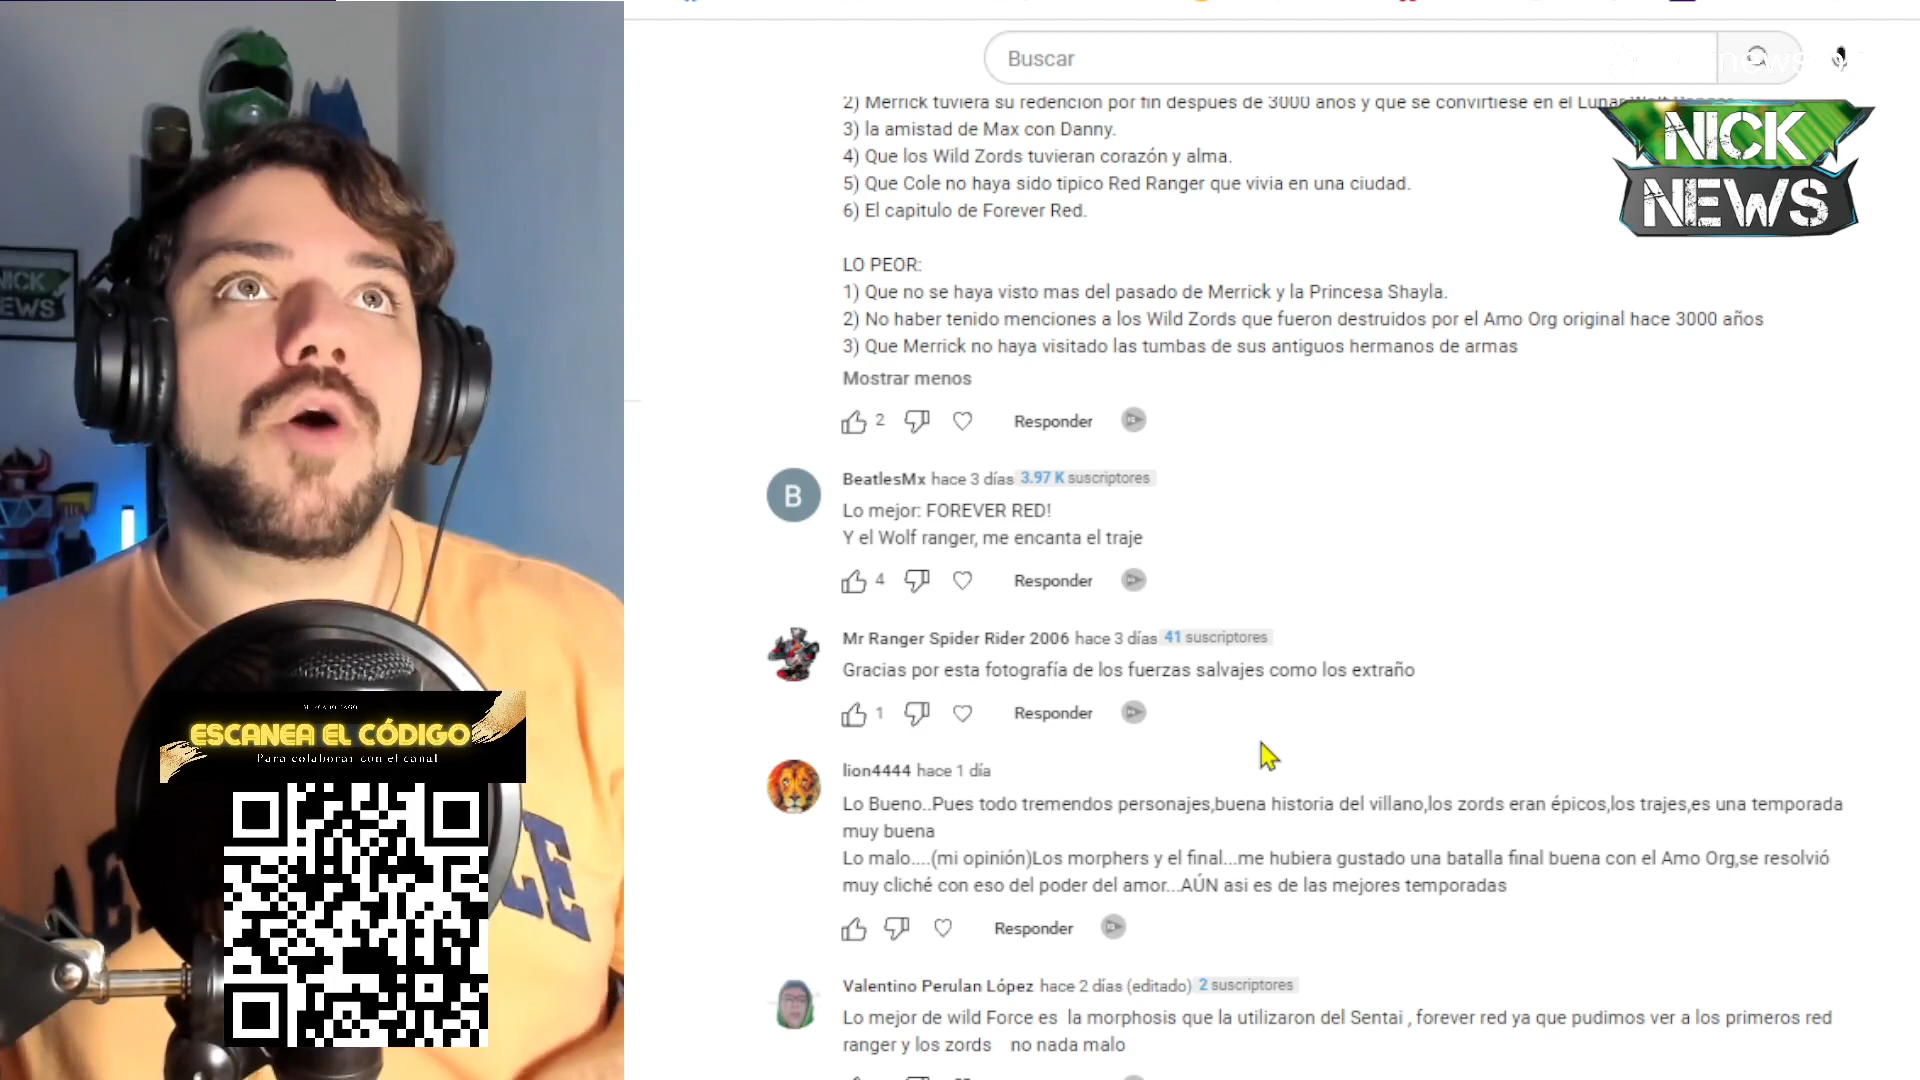 Buscar
2) Merrick tuviera su redención por fin despues de 3000 años y que se convirtiese en el Lunar Wolf Ranger
3) la amistad de Max con Danny.
4) Que los Wild Zords tuvieran corazón y alma.
5) Que Cole no haya sido tipico Red Ranger que vivia en una ciudad.
6) El capitulo de Forever Red.
NICK
NEWS
LO PEOR:
1) Que no se haya visto mas del pasado de Merrick y la Princesa Shayla.
2) No haber tenido menciones a los Wild Zords que fueron destruidos por el Amo Org original hace 3000 años
3) Que Merrick no haya visitado las tumbas de sus antiguos hermanos de armas
Mostrar menos
2 Responder
BeatlesMx hace 3 días 3.97 K suscriptores
Lo mejor: FOREVER RED!
Y el Wolf ranger, me encanta el traje
4 Responder
Mr Ranger Spider Rider 2006 hace 3 días 41 suscriptores
Gracias por esta fotografía de los fuerzas salvajes como los extraño
1 Responder
lion4444 hace 1 día
Lo Bueno..Pues todo tremendos personajes,buena historia del villano,los zords eran épicos,los trajes,es una temporada
muy buena
Lo malo....(mi opinión)Los morphers y el final...me hubiera gustado una batalla final buena con el Amo Org,se resolvió
muy cliché con eso del poder del amor...AÚN asi es de las mejores temporadas
Responder
Valentino Perulan López hace 2 días (editado) 2 suscriptores
Lo mejor de wild Force es la morphosis que la utilizaron del Sentai , forever red ya que pudimos ver a los primeros red
ranger y los zords no nada malo
NICK
NEWS
ESCANEA EL CÓDIGO
Para colaborar con el canal